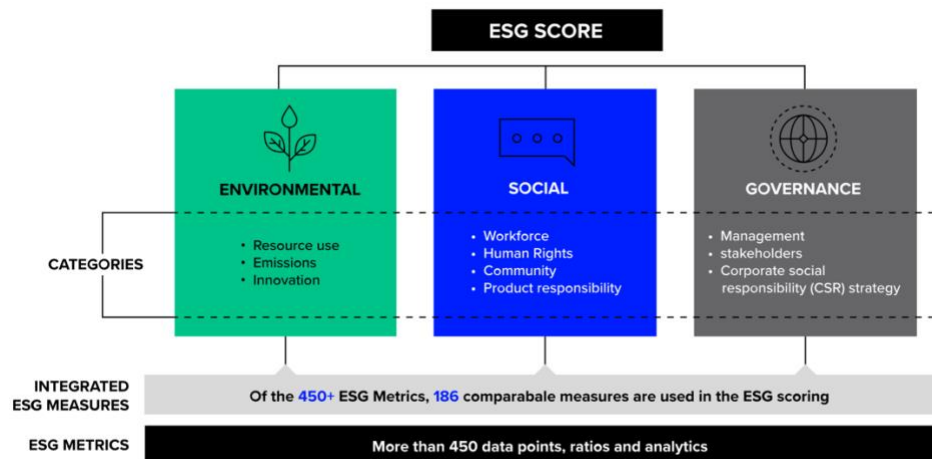 ESG SCORE
ENVIRONMENTAL
SOCIAL
GOVERNANCE
CATEGORIES
• Resource use
• Emissions
• Innovation
• Workforce
• Human Rights
• Community
• Product responsibility
• Management
• stakeholders
• Corporate social
responsibility (CSR) strategy
INTEGRATED
ESG MEASURES
Of the 450+ ESG Metrics, 186 comparabale measures are used in the ESG scoring
ESG METRICS
More than 450 data points, ratios and analytics